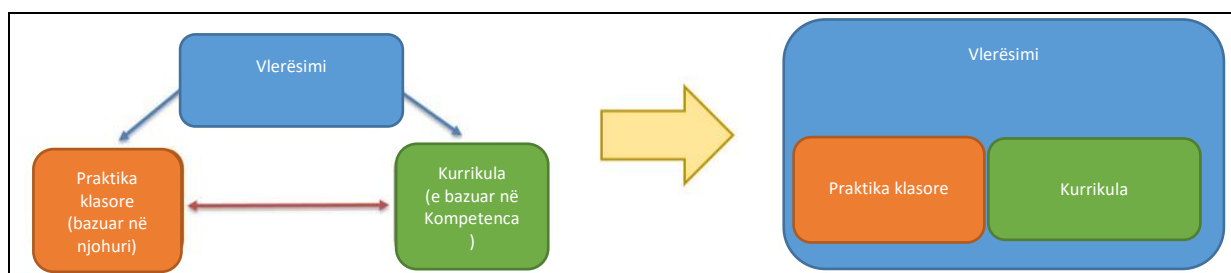 Vlerësimi
Praktika
klasore
(bazuar në
njohuri)
Kurrikula
(e bazuar në
Kompetenca
)
Vlerësimi
Praktika klasore
Kurrikula